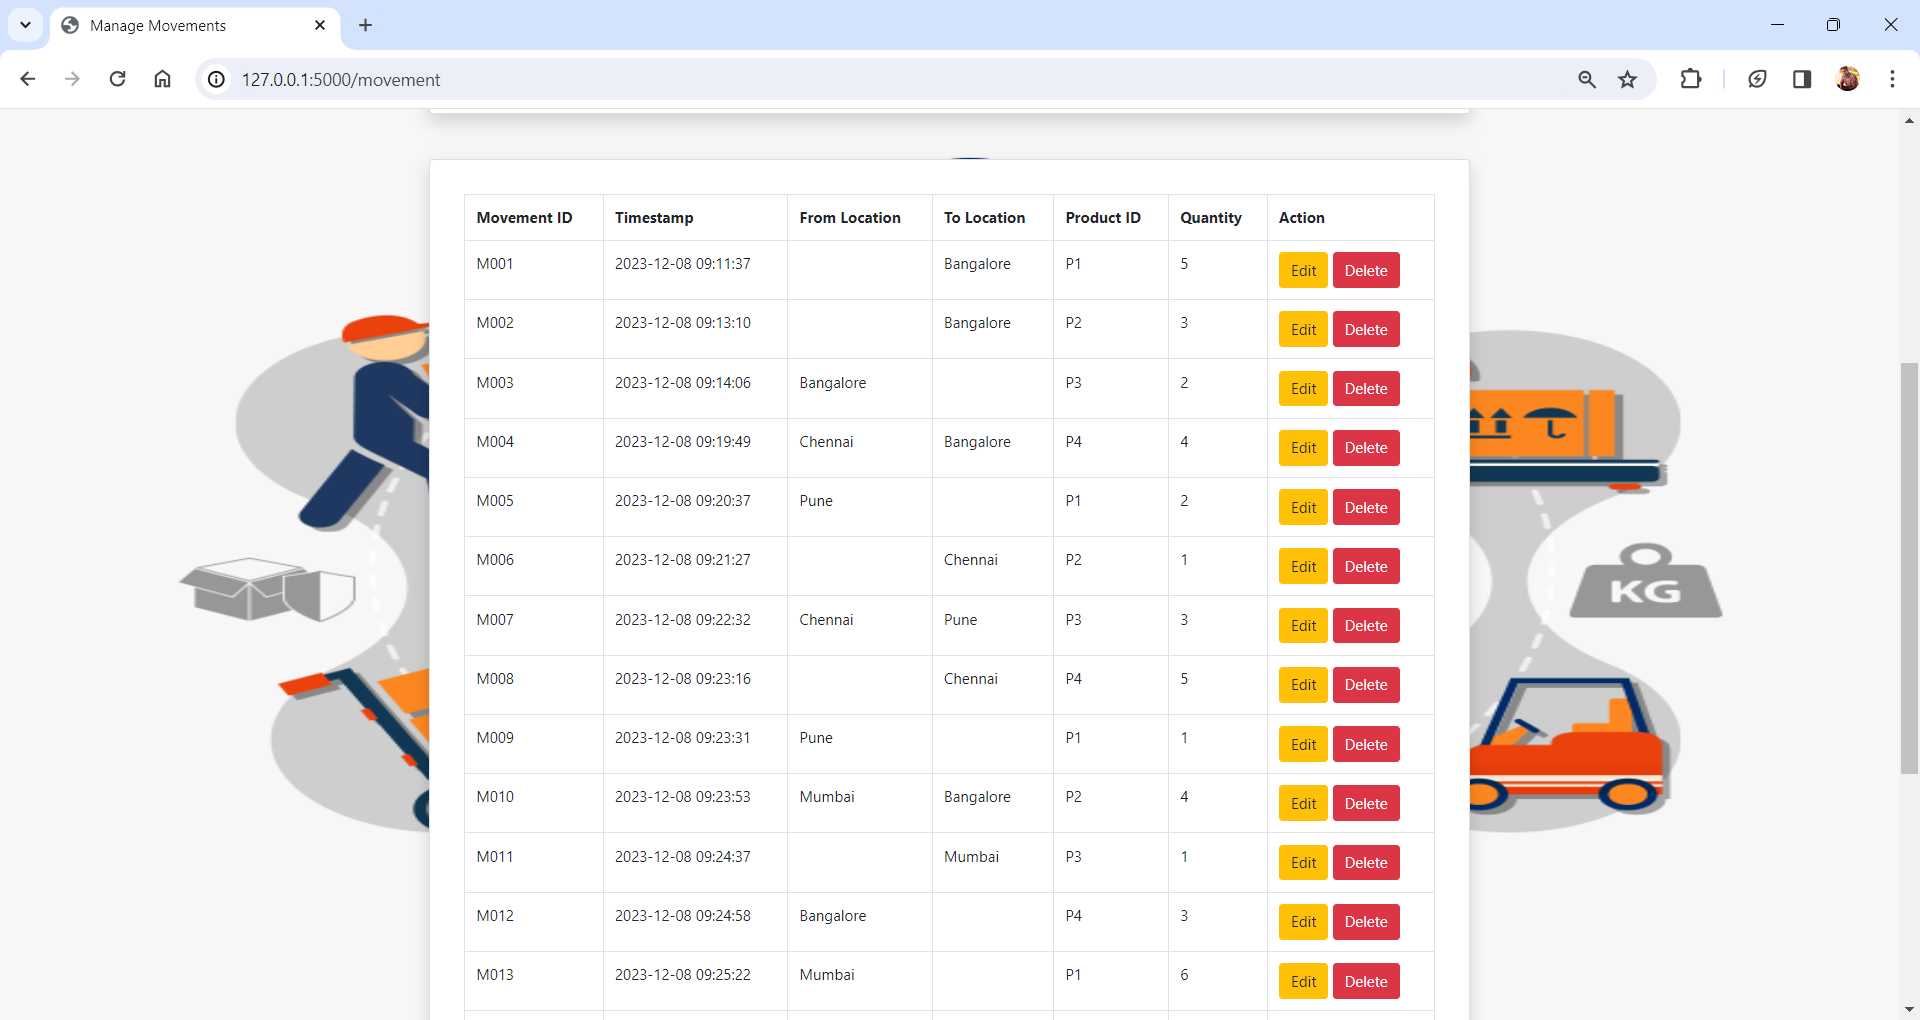 Manage Movements
127.0.0.1:5000/movement
Movement ID Timestamp From Location To Location Product ID Quantity Action
M001 2023-12-08 09:11:37 Bangalore P1 5 Edit Delete
M002 2023-12-08 09:13:10 Bangalore P2 3 Edit Delete
M003 2023-12-08 09:14:06 Bangalore P3 2 Edit Delete
M004 2023-12-08 09:19:49 Chennai Bangalore P4 4 Edit Delete
M005 2023-12-08 09:20:37 Pune P1 2 Edit Delete
M006 2023-12-08 09:21:27 Chennai P2 1 Edit Delete
M007 2023-12-08 09:22:32 Chennai Pune P3 3 Edit Delete
M008 2023-12-08 09:23:16 Chennai P4 5 Edit Delete
M009 2023-12-08 09:23:31 Pune P1 1 Edit Delete
M010 2023-12-08 09:23:53 Mumbai Bangalore P2 4 Edit Delete
M011 2023-12-08 09:24:37 Mumbai P3 1 Edit Delete
M012 2023-12-08 09:24:58 Bangalore P4 3 Edit Delete
M013 2023-12-08 09:25:22 Mumbai P1 6 Edit Delete
KG